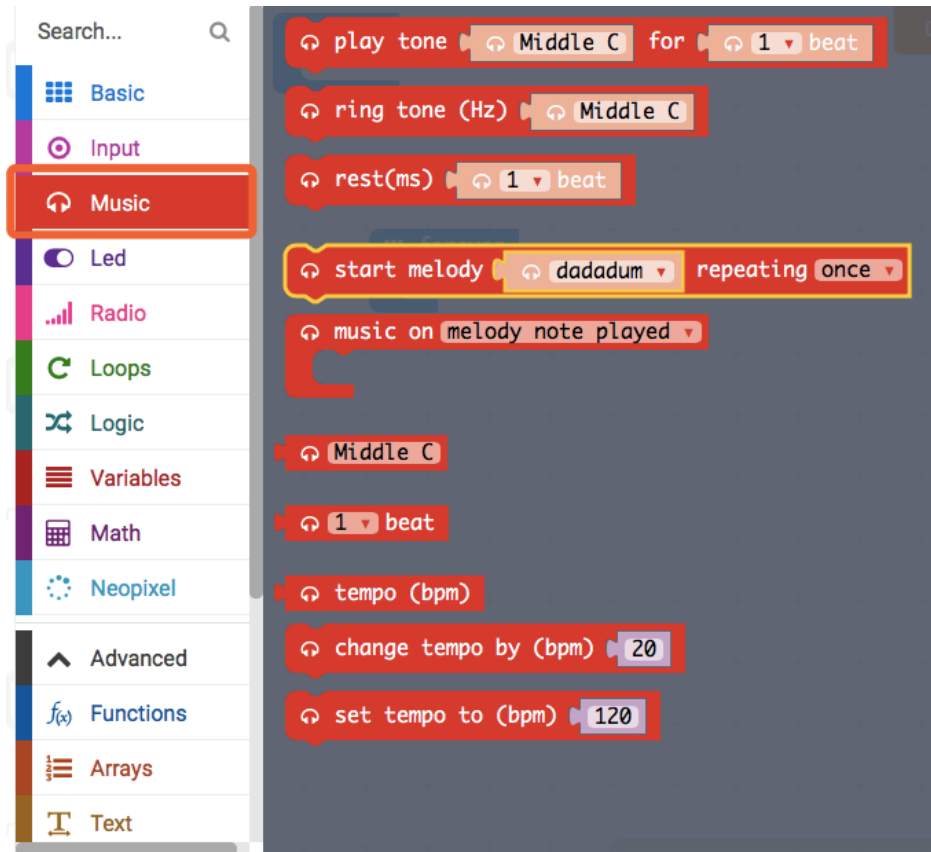 Search...
Basic
Input
Music
Led
Radio
Loops
Logic
Variables
Math
Neopixel
Advanced
f(x) Functions
Arrays
Text
play tone Middle C for 1 beat
ring tone (Hz) Middle C
rest(ms) 1 beat
start melody dadadum repeating once
music on melody note played
Middle C
1 beat
tempo (bpm)
change tempo by (bpm) 20
set tempo to (bpm) 120